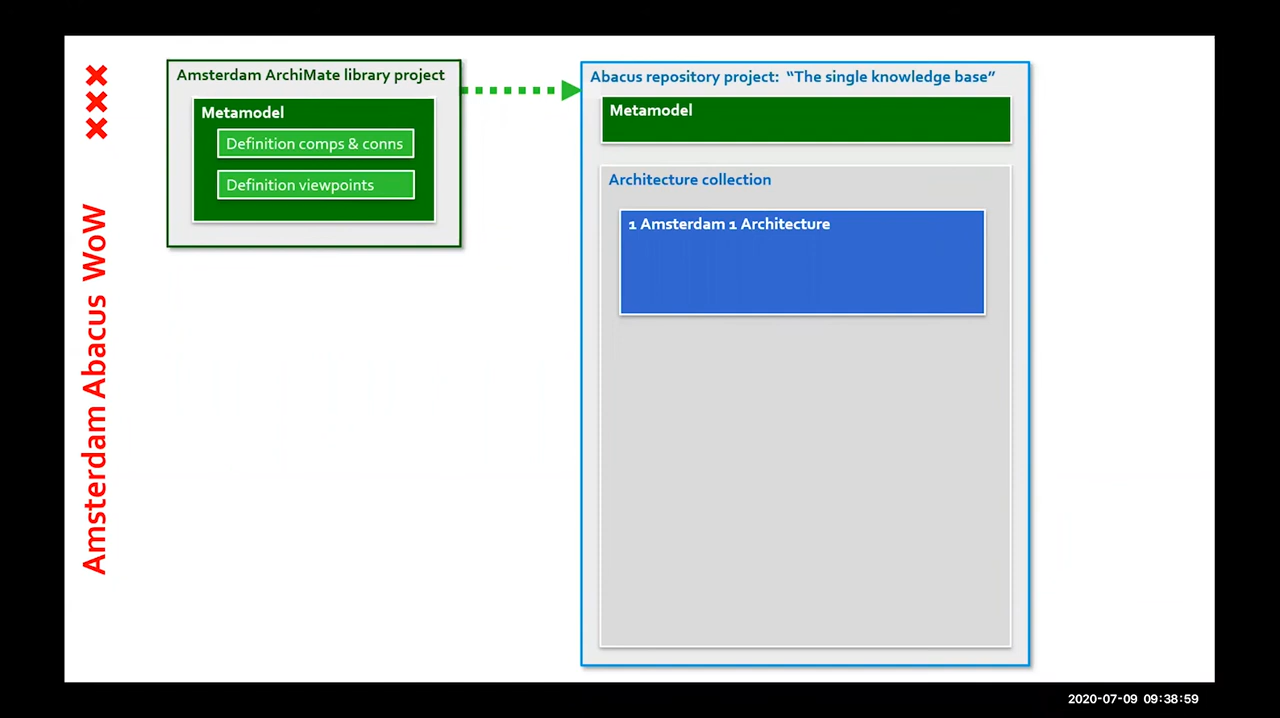 Amsterdam Abacus WoW
Amsterdam ArchiMate library project
Metamodel
Definition comps & conns
Definition viewpoints
Abacus repository project: “The single knowledge base”
Metamodel
Architecture collection
1 Amsterdam 1 Architecture
2020-07-09 09:38:59